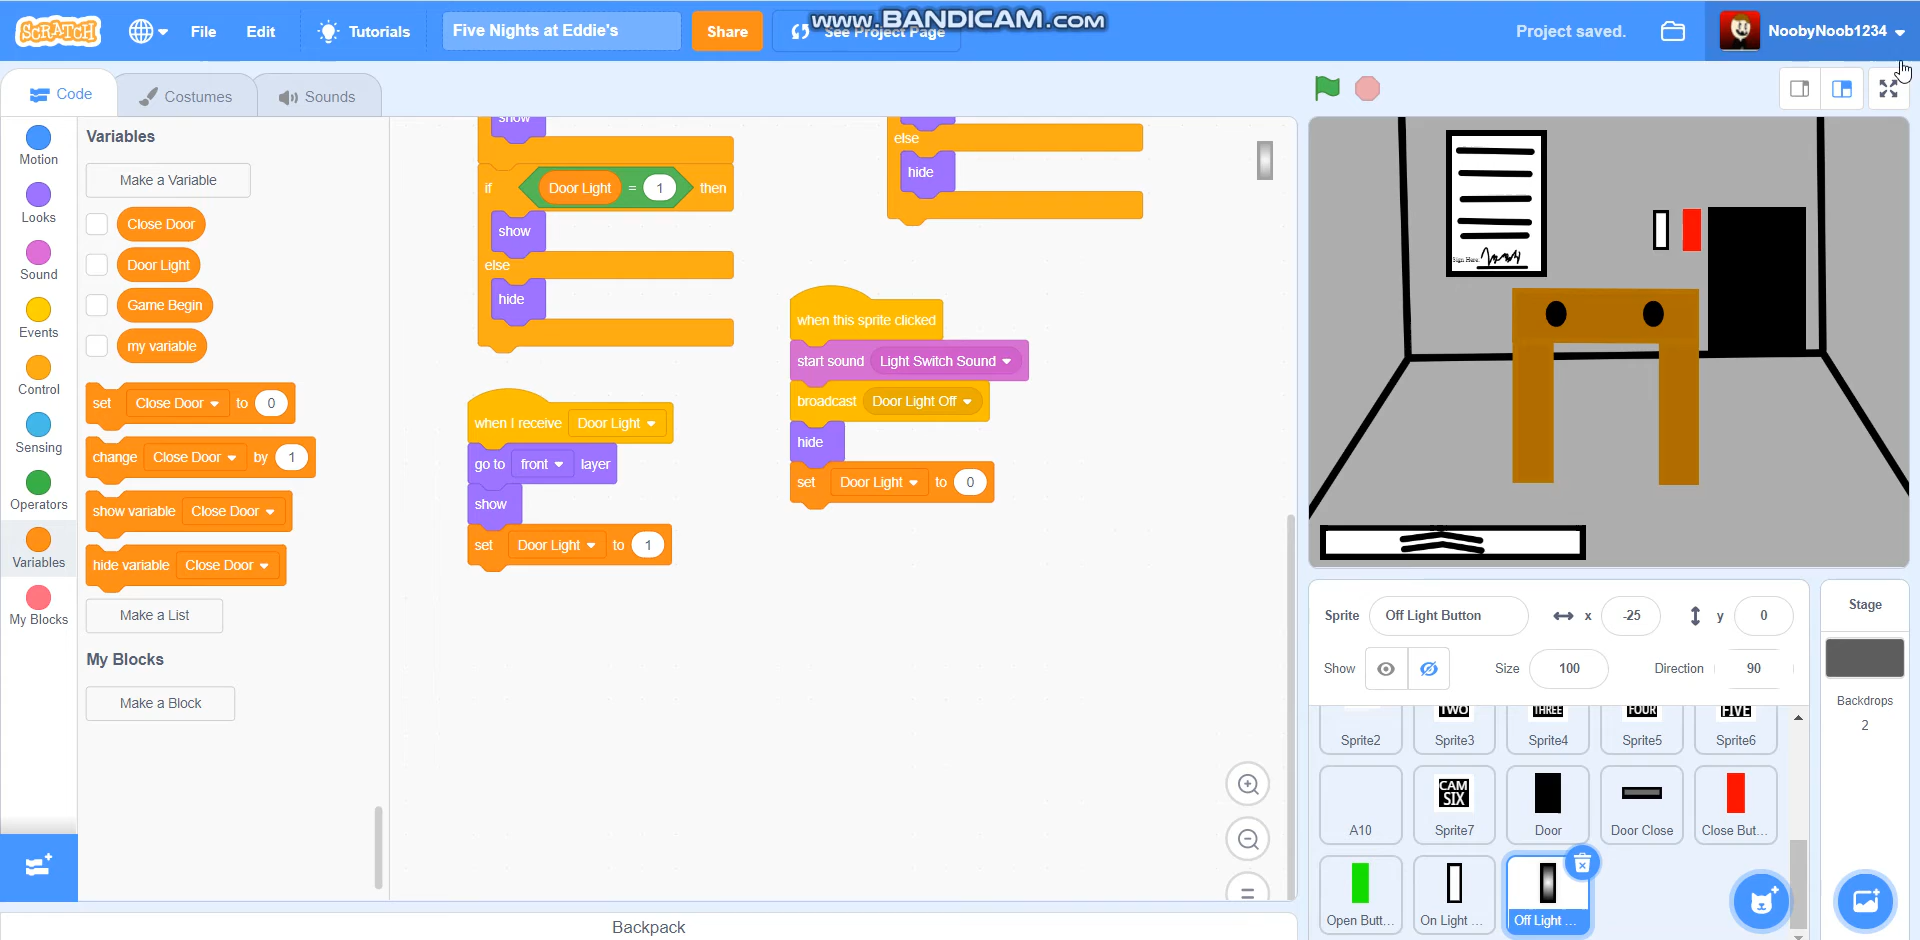 www.BANDICAM.com
SCRATCH
File
Edit
Tutorials
Five Nights at Eddie's
Share
See Project Page
Project saved.
NoobyNoob1234
Code
Costumes
Sounds
Motion
Looks
Sound
Events
Control
Sensing
Operators
Variables
My Blocks
Variables
Make a Variable
Close Door
Door Light
Game Begin
my variable
set Close Door to 0
change Close Door by 1
show variable Close Door
hide variable Close Door
Make a List
My Blocks
Make a Block
show
if Door Light = 1 then
show
else
hide
when I receive Door Light
go to front layer
show
set Door Light to 1
else
hide
when this sprite clicked
start sound Light Switch Sound
broadcast Door Light Off
hide
set Door Light to 0
Backpack
Sign Here:
Sprite Off Light Button x -25 y 0
Show Size 100 Direction 90
TWO
THREE
FOUR
FIVE
Sprite2
Sprite3
Sprite4
Sprite5
Sprite6
CAM
SIX
A10
Sprite7
Door
Door Close
Close But...
Open Butt...
On Light ...
Off Light ...
Stage
Backdrops
2